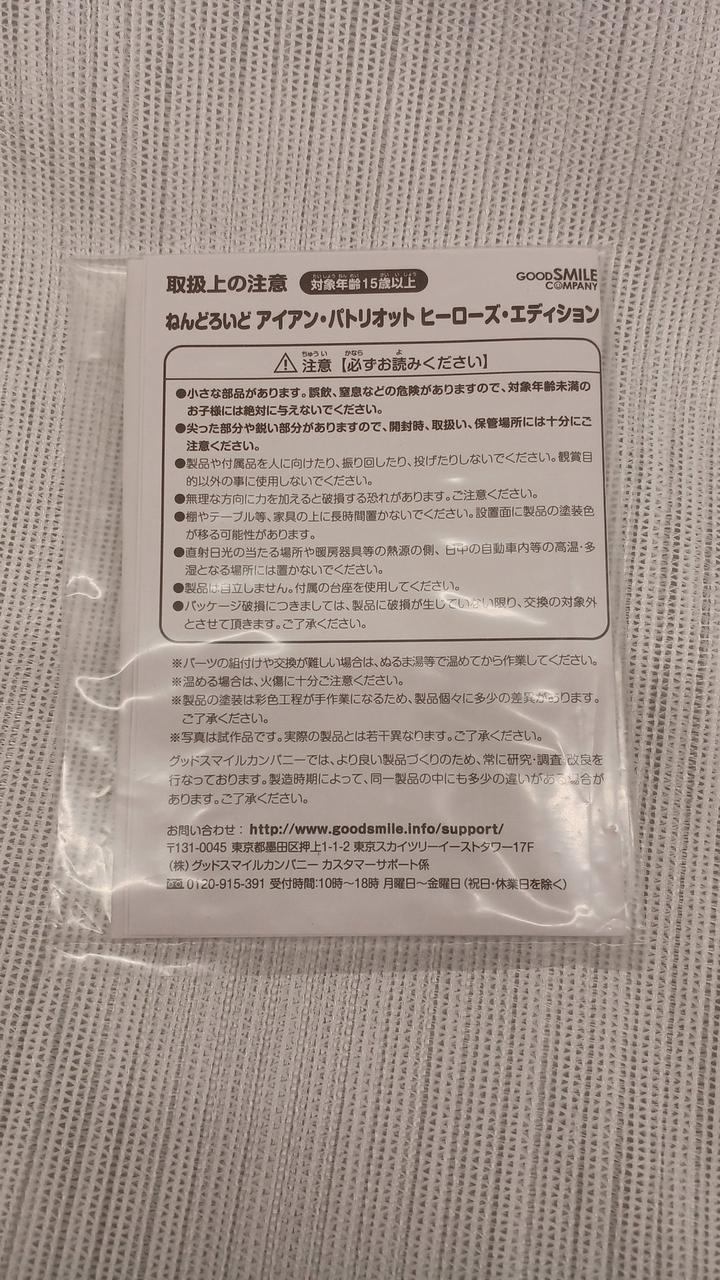 取扱上の注意
たいしょうねんれい さい いじょう
対象年齢15歳以上
GOODSMILE
COMPANY
ねんどろいど アイアン・パトリオット ヒーローズ・エディション
ちゅうい かなら よ
⚠注意【必ずお読みください】
●小さな部品があります。誤飲、窒息などの危険がありますので、対象年齢未満の
お子様には絶対に与えないでください。
●尖った部分や鋭い部分がありますので、開封時、取扱い、保管場所には十分にご
注意ください。
●製品や付属品を人に向けたり、振り回したり、投げたりしないでください。観賞目
的以外の事に使用しないでください。
●無理な方向に力を加えると破損する恐れがあります。ご注意ください。
●棚やテーブル等、家具の上に長時間置かないでください。設置面に製品の塗装色
が移る可能性があります。
●直射日光の当たる場所や暖房器具等の熱源の側、日中の自動車内等の高温・多
湿となる場所には置かないでください。
●製品は自立しません。付属の台座を使用してください。
●パッケージ破損につきましては、製品に破損が生じていない限り、交換の対象外
とさせて頂きます。ご了承ください。
※パーツの組付けや交換が難しい場合は、ぬるま湯等で温めてから作業してください。
※温める場合は、火傷に十分ご注意ください。
※製品の塗装は彩色工程が手作業になるため、製品個々に多少の差異があります。
ご了承ください。
※写真は試作品です。実際の製品とは若干異なります。ご了承ください。
グッドスマイルカンパニーでは、より良い製品づくりのため、常に研究・調査・改良を
行なっております。製造時期によって、同一製品の中にも多少の違いがある場合が
あります。ご了承ください。
お問い合わせ：http://www.goodsmile.info/support/
〒131-0045 東京都墨田区押上1-1-2 東京スカイツリーイーストタワー17F
（株）グッドスマイルカンパニー カスタマーサポート係
0120-915-391 受付時間:10時～18時 月曜日～金曜日（祝日・休業日を除く）